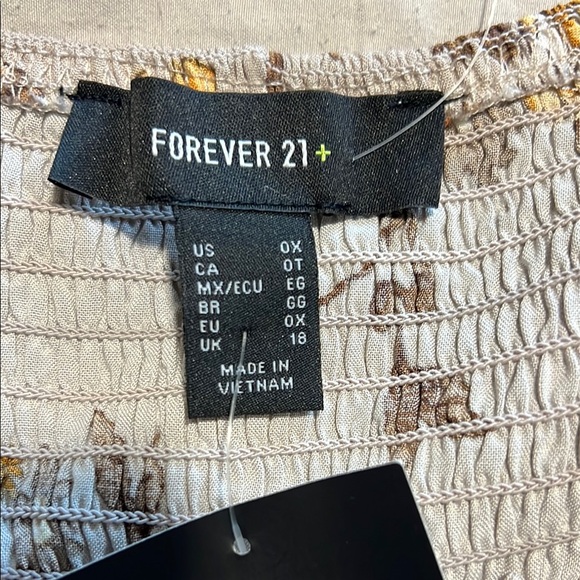 FOREVER 21+
US 0X
CA 0T
MX/ECU EG
BR GG
EU 0X
UK 18
MADE IN
VIETNAM